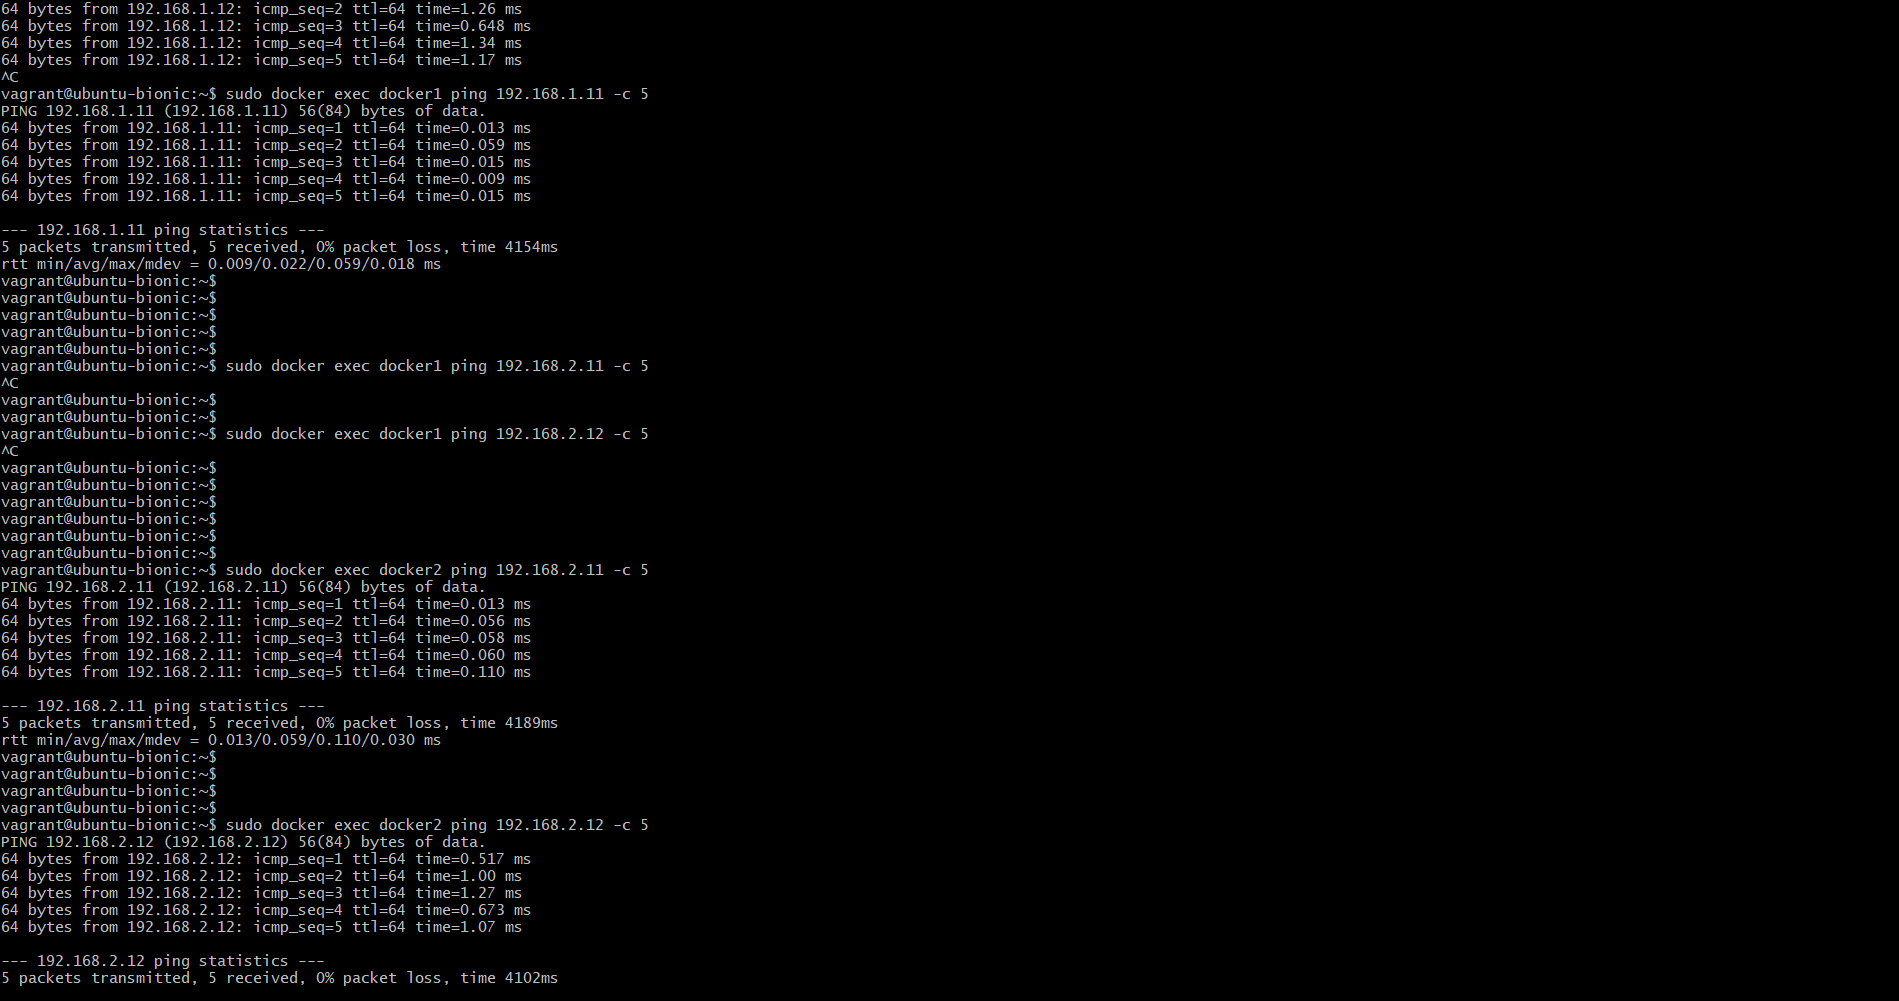 64 bytes from 192.168.1.12: icmp_seq=2 ttl=64 time=1.26 ms
64 bytes from 192.168.1.12: icmp_seq=3 ttl=64 time=0.648 ms
64 bytes from 192.168.1.12: icmp_seq=4 ttl=64 time=1.34 ms
64 bytes from 192.168.1.12: icmp_seq=5 ttl=64 time=1.17 ms
^C
vagrant@ubuntu-bionic:~$ sudo docker exec docker1 ping 192.168.1.11 -c 5
PING 192.168.1.11 (192.168.1.11) 56(84) bytes of data.
64 bytes from 192.168.1.11: icmp_seq=1 ttl=64 time=0.013 ms
64 bytes from 192.168.1.11: icmp_seq=2 ttl=64 time=0.059 ms
64 bytes from 192.168.1.11: icmp_seq=3 ttl=64 time=0.015 ms
64 bytes from 192.168.1.11: icmp_seq=4 ttl=64 time=0.009 ms
64 bytes from 192.168.1.11: icmp_seq=5 ttl=64 time=0.015 ms

--- 192.168.1.11 ping statistics ---
5 packets transmitted, 5 received, 0% packet loss, time 4154ms
rtt min/avg/max/mdev = 0.009/0.022/0.059/0.018 ms
vagrant@ubuntu-bionic:~$
vagrant@ubuntu-bionic:~$
vagrant@ubuntu-bionic:~$
vagrant@ubuntu-bionic:~$
vagrant@ubuntu-bionic:~$
vagrant@ubuntu-bionic:~$ sudo docker exec docker1 ping 192.168.2.11 -c 5
^C
vagrant@ubuntu-bionic:~$
vagrant@ubuntu-bionic:~$
vagrant@ubuntu-bionic:~$ sudo docker exec docker1 ping 192.168.2.12 -c 5
^C
vagrant@ubuntu-bionic:~$
vagrant@ubuntu-bionic:~$
vagrant@ubuntu-bionic:~$
vagrant@ubuntu-bionic:~$
vagrant@ubuntu-bionic:~$
vagrant@ubuntu-bionic:~$
vagrant@ubuntu-bionic:~$ sudo docker exec docker2 ping 192.168.2.11 -c 5
PING 192.168.2.11 (192.168.2.11) 56(84) bytes of data.
64 bytes from 192.168.2.11: icmp_seq=1 ttl=64 time=0.013 ms
64 bytes from 192.168.2.11: icmp_seq=2 ttl=64 time=0.056 ms
64 bytes from 192.168.2.11: icmp_seq=3 ttl=64 time=0.058 ms
64 bytes from 192.168.2.11: icmp_seq=4 ttl=64 time=0.060 ms
64 bytes from 192.168.2.11: icmp_seq=5 ttl=64 time=0.110 ms

--- 192.168.2.11 ping statistics ---
5 packets transmitted, 5 received, 0% packet loss, time 4189ms
rtt min/avg/max/mdev = 0.013/0.059/0.110/0.030 ms
vagrant@ubuntu-bionic:~$
vagrant@ubuntu-bionic:~$
vagrant@ubuntu-bionic:~$
vagrant@ubuntu-bionic:~$
vagrant@ubuntu-bionic:~$ sudo docker exec docker2 ping 192.168.2.12 -c 5
PING 192.168.2.12 (192.168.2.12) 56(84) bytes of data.
64 bytes from 192.168.2.12: icmp_seq=1 ttl=64 time=0.517 ms
64 bytes from 192.168.2.12: icmp_seq=2 ttl=64 time=1.00 ms
64 bytes from 192.168.2.12: icmp_seq=3 ttl=64 time=1.27 ms
64 bytes from 192.168.2.12: icmp_seq=4 ttl=64 time=0.673 ms
64 bytes from 192.168.2.12: icmp_seq=5 ttl=64 time=1.07 ms

--- 192.168.2.12 ping statistics ---
5 packets transmitted, 5 received, 0% packet loss, time 4102ms